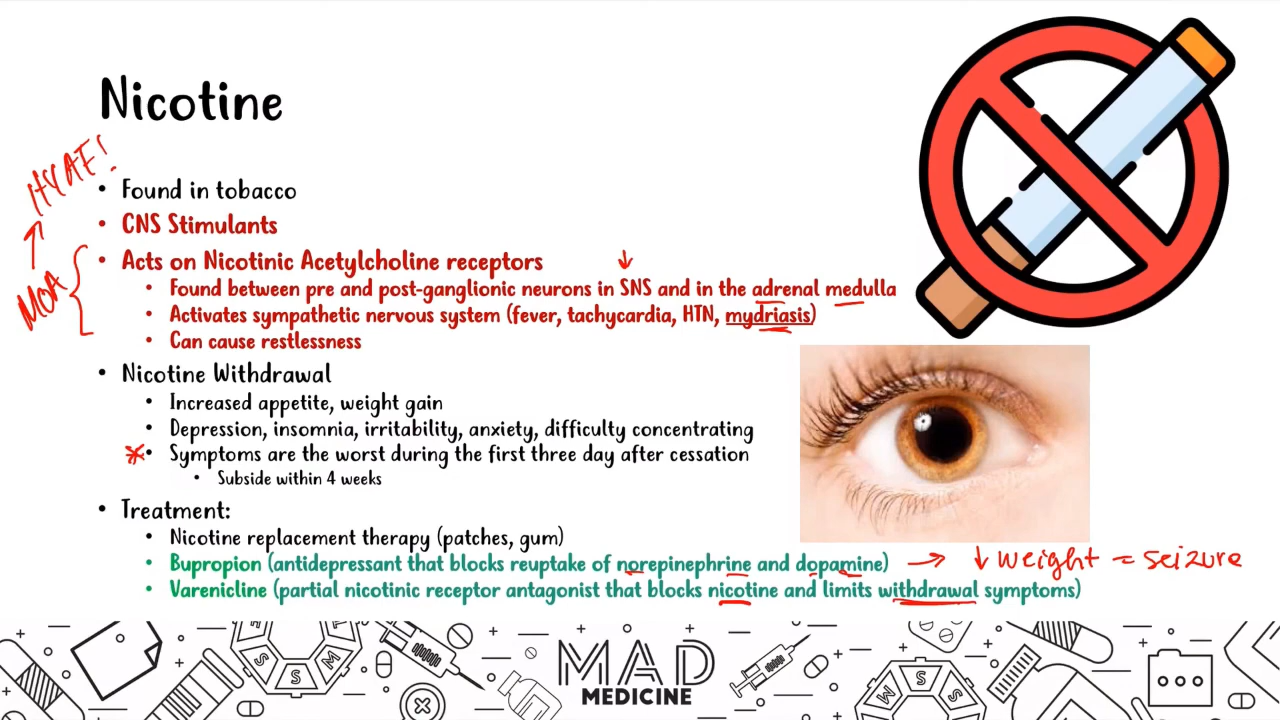 Nicotine
HYAF!
• Found in tobacco
• CNS Stimulants
MOA
• Acts on Nicotinic Acetylcholine receptors
• Found between pre and post-ganglionic neurons in SNS and in the adrenal medulla
• Activates sympathetic nervous system (fever, tachycardia, HTN, mydriasis)
• Can cause restlessness
• Nicotine Withdrawal
• Increased appetite, weight gain
• Depression, insomnia, irritability, anxiety, difficulty concentrating
• Symptoms are the worst during the first three day after cessation
• Subside within 4 weeks
• Treatment:
• Nicotine replacement therapy (patches, gum)
• Bupropion (antidepressant that blocks reuptake of norepinephrine and dopamine) → ↓ weight = seizure
• Varenicline (partial nicotinic receptor antagonist that blocks nicotine and limits withdrawal symptoms)
MAD
MEDICINE